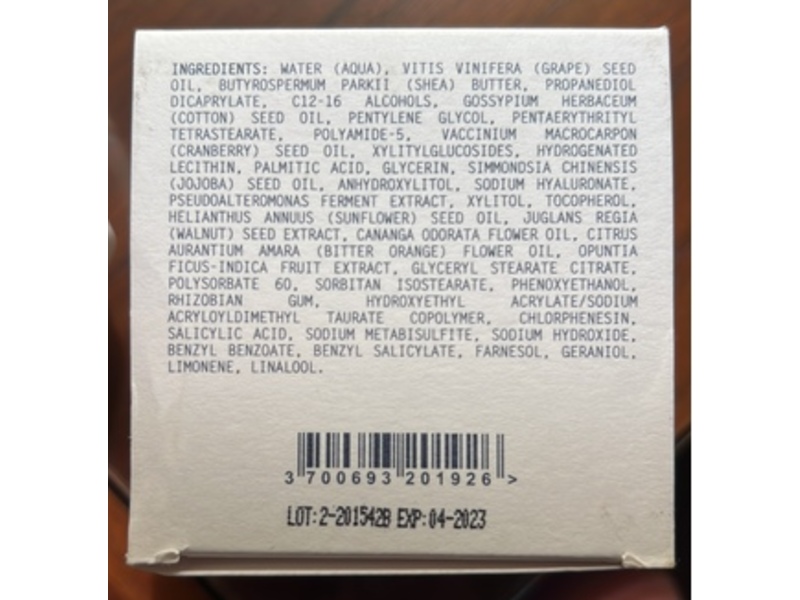 INGREDIENTS: WATER (AQUA), VITIS VINIFERA (GRAPE) SEED
OIL, BUTYROSPERMUM PARKII (SHEA) BUTTER, PROPANEDIOL
DICAPRYLATE, C12-16 ALCOHOLS, GOSSYPIUM HERBACEUM
(COTTON) SEED OIL, PENTYLENE GLYCOL, PENTAERYTHRITYL
TETRASTEARATE, POLYAMIDE-5, VACCINIUM MACROCARPON
(CRANBERRY) SEED OIL, XYLITYLGLUCOSIDES, HYDROGENATED
LECITHIN, PALMITIC ACID, GLYCERIN, SIMMONDSIA CHINENSIS
(JOJOBA) SEED OIL, ANHYDROXYLITOL, SODIUM HYALURONATE,
PSEUDOALTEROMONAS FERMENT EXTRACT, XYLITOL, TOCOPHEROL,
HELIANTHUS ANNUUS (SUNFLOWER) SEED OIL, JUGLANS REGIA
(WALNUT) SEED EXTRACT, CANANGA ODORATA FLOWER OIL, CITRUS
AURANTIUM AMARA (BITTER ORANGE) FLOWER OIL, OPUNTIA
FICUS-INDICA FRUIT EXTRACT, GLYCERYL STEARATE CITRATE,
POLYSORBATE 60, SORBITAN ISOSTEARATE, PHENOXYETHANOL,
RHIZOBIAN GUM, HYDROXYETHYL ACRYLATE/SODIUM
ACRYLOYLDIMETHYL TAURATE COPOLYMER, CHLORPHENESIN,
SALICYLIC ACID, SODIUM METABISULFITE, SODIUM HYDROXIDE,
BENZYL BENZOATE, BENZYL SALICYLATE, FARNESOL, GERANIOL,
LIMONENE, LINALOOL.
3 700693 201926 >
LOT:2-201542B EXP:04-2023